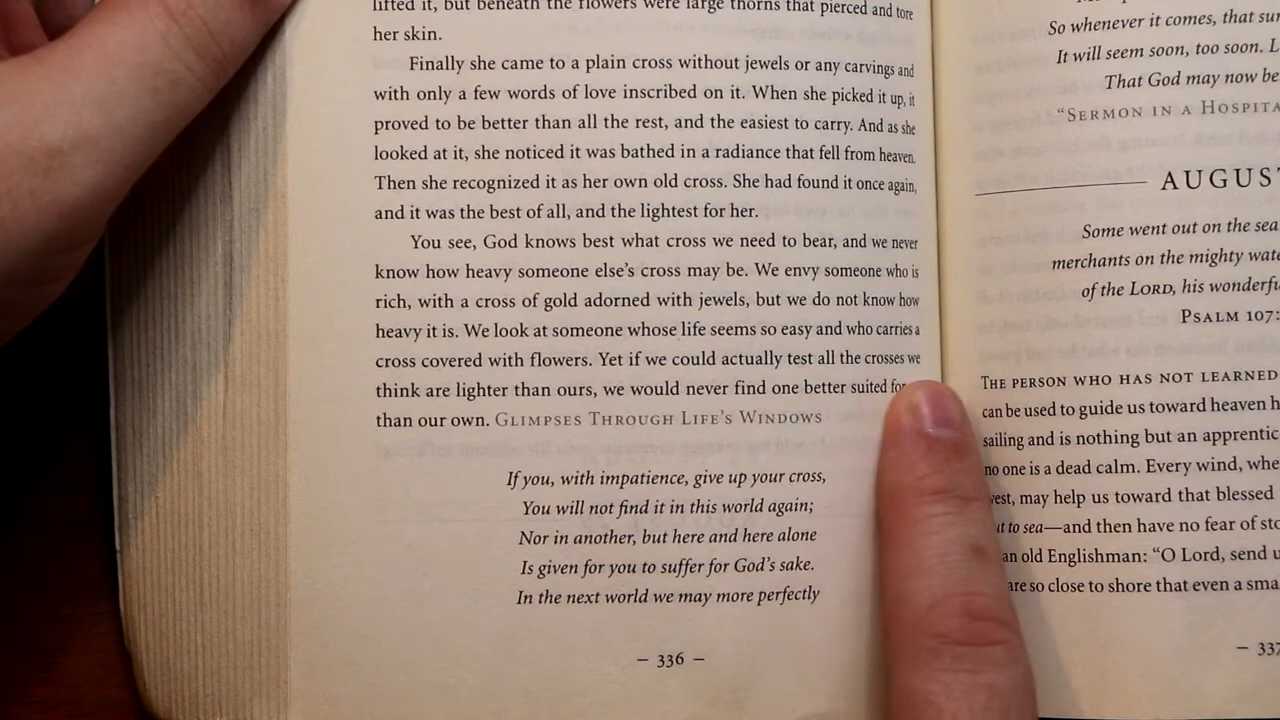 lifted it, but beneath the flowers were large thorns that pierced and tore
her skin.
Finally she came to a plain cross without jewels or any carvings and
with only a few words of love inscribed on it. When she picked it up, it
proved to be better than all the rest, and the easiest to carry. And as she
looked at it, she noticed it was bathed in a radiance that fell from heaven.
Then she recognized it as her own old cross. She had found it once again,
and it was the best of all, and the lightest for her.
You see, God knows best what cross we need to bear, and we never
know how heavy someone else's cross may be. We envy someone who is
rich, with a cross of gold adorned with jewels, but we do not know how
heavy it is. We look at someone whose life seems so easy and who carries a
cross covered with flowers. Yet if we could actually test all the crosses we
think are lighter than ours, we would never find one better suited for
than our own. GLIMPSES THROUGH LIFE'S WINDOWS
If you, with impatience, give up your cross,
You will not find it in this world again;
Nor in another, but here and here alone
Is given for you to suffer for God's sake.
In the next world we may more perfectly
– 336 –
So whenever it comes, that
It will seem soon, too soon.
That God may now be
"SERMON IN A
AUGUST
Some went out on the sea
merchants on the mighty
of the LORD, his
PSALM 107:
THE PERSON WHO HAS NOT LEARNED
can be used to guide us toward heaven
sailing and is nothing but an
no one is a dead calm. Every wind,
may help us toward that blessed
to sea—and then have no fear of
an old Englishman: "O Lord, send
are so close to shore that even a
– 337